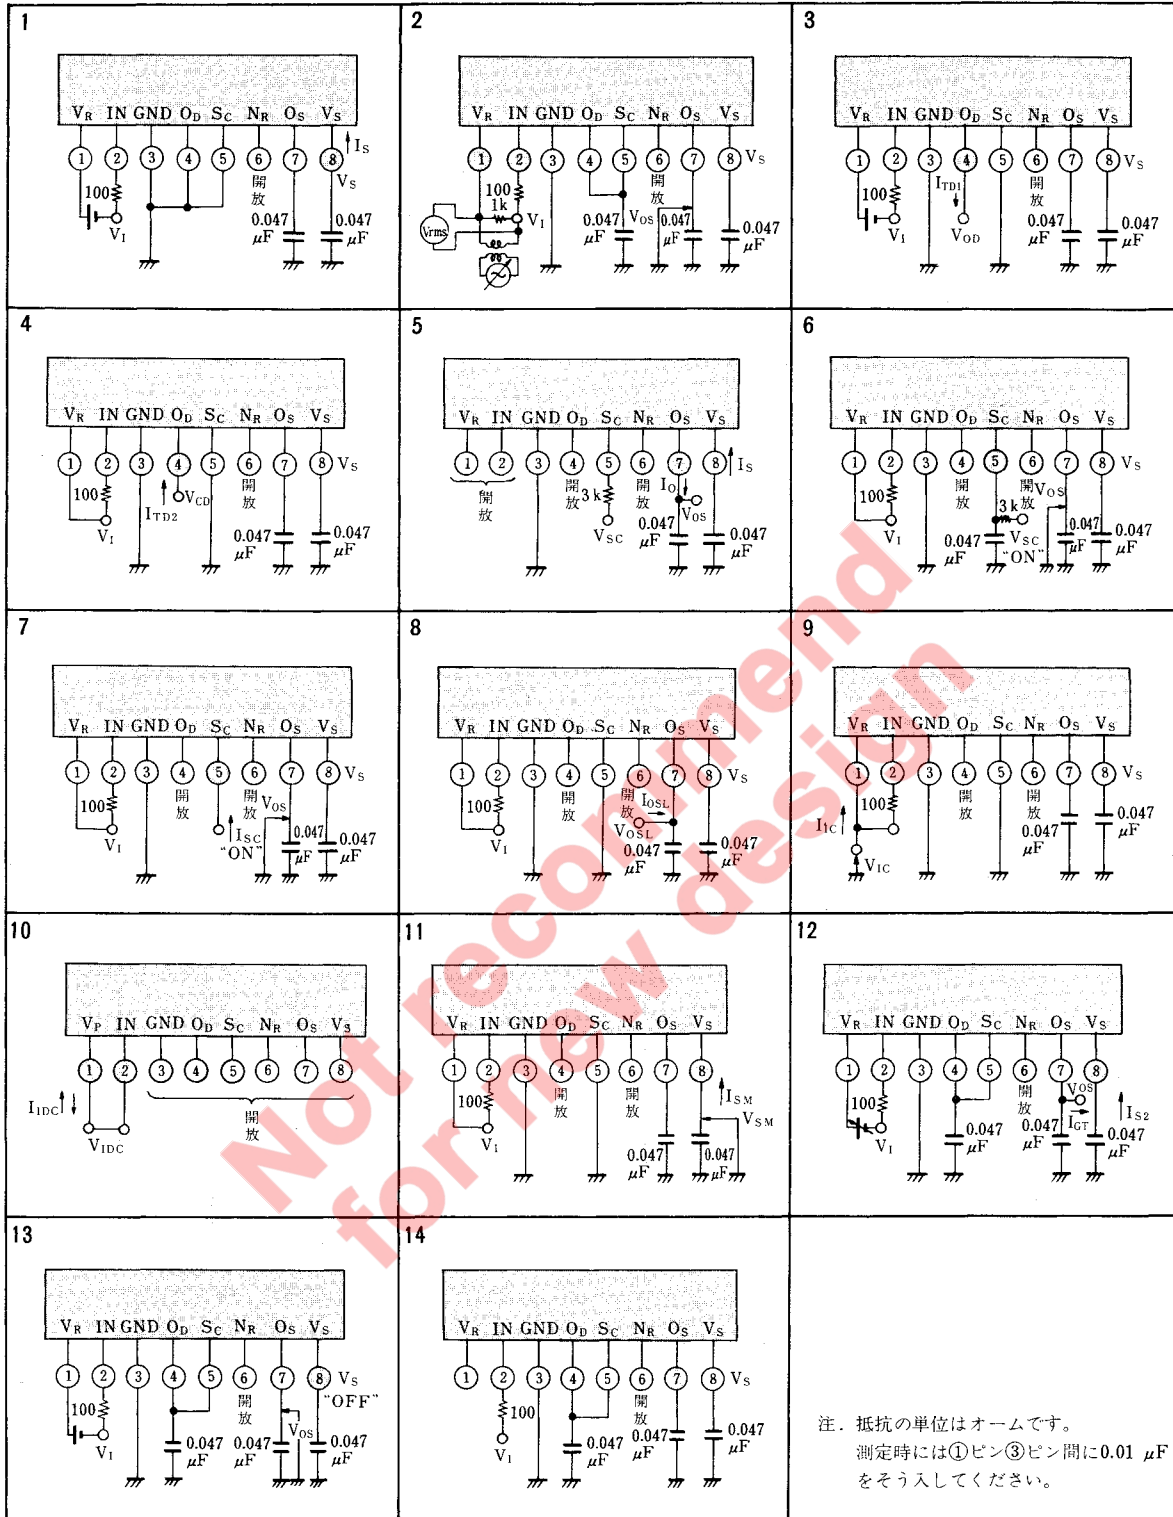 1
VR IN GND OD SC NR OS VS
IS
① ② ③ ④ ⑤ ⑥ ⑦ ⑧ VS
開放
100
VI
0.047 μF
0.047 μF
2
VR IN GND OD SC NR OS VS
① ② ③ ④ ⑤ ⑥ ⑦ ⑧
開放
100
1k
Vrms
VI
0.047 μF
VOS
0.047 μF
0.047 μF
3
VR IN GND OD SC NR OS VS
① ② ③ ④ ⑤ ⑥ ⑦ ⑧ VS
開放
100
ITD1
VI
VOD
0.047 μF
0.047 μF
4
VR IN GND OD SC NR OS VS
① ② ③ ④ ⑤ ⑥ ⑦ ⑧ VS
開放
100
VCD
ITD2
VI
0.047 μF
0.047 μF
5
VR IN GND OD SC NR OS VS
① ② ③ ④ ⑤ ⑥ ⑦ ⑧ IS
開放
開放
3k
開放
IO
VOS
VSC
0.047 μF
0.047 μF
6
VR IN GND OD SC NR OS VS
① ② ③ ④ ⑤ ⑥ ⑦ ⑧ VS
開放
開放
100
VOS
3k
VI
VSC
"ON"
0.047 μF
0.047 μF
0.047 μF
7
VR IN GND OD SC NR OS VS
① ② ③ ④ ⑤ ⑥ ⑦ ⑧ VS
開放
開放
100
VOS
ISC
"ON"
VI
0.047 μF
0.047 μF
8
VR IN GND OD SC NR OS VS
① ② ③ ④ ⑤ ⑥ ⑦ ⑧ VS
開放
開放
100
IOSL
VOSL
VI
0.047 μF
0.047 μF
9
VR IN GND OD SC NR OS VS
① ② ③ ④ ⑤ ⑥ ⑦ ⑧ VS
開放
開放
100
IIC
VIC
0.047 μF
0.047 μF
10
VP IN GND OD SC NR OS VS
① ② ③ ④ ⑤ ⑥ ⑦ ⑧
IIDC
VIDC
開放
11
VR IN GND OD SC NR OS VS
① ② ③ ④ ⑤ ⑥ ⑦ ⑧
開放
開放
100
ISM
VSM
VI
0.047 μF
0.047 μF
12
VR IN GND OD SC NR OS VS
① ② ③ ④ ⑤ ⑥ ⑦ ⑧
開放
100
VOS
IGT
IS2
VI
0.047 μF
0.047 μF
0.047 μF
13
VR IN GND OD SC NR OS VS
① ② ③ ④ ⑤ ⑥ ⑦ ⑧ VS
"OFF"
開放
100
VOS
VI
0.047 μF
0.047 μF
0.047 μF
14
VR IN GND OD SC NR OS VS
① ② ③ ④ ⑤ ⑥ ⑦ ⑧ VS
開放
100
VI
0.047 μF
0.047 μF
0.047 μF
注. 抵抗の単位はオームです。
測定時には①ピン③ピン間に0.01 μF
をそう入してください。
Not recommend
for new design